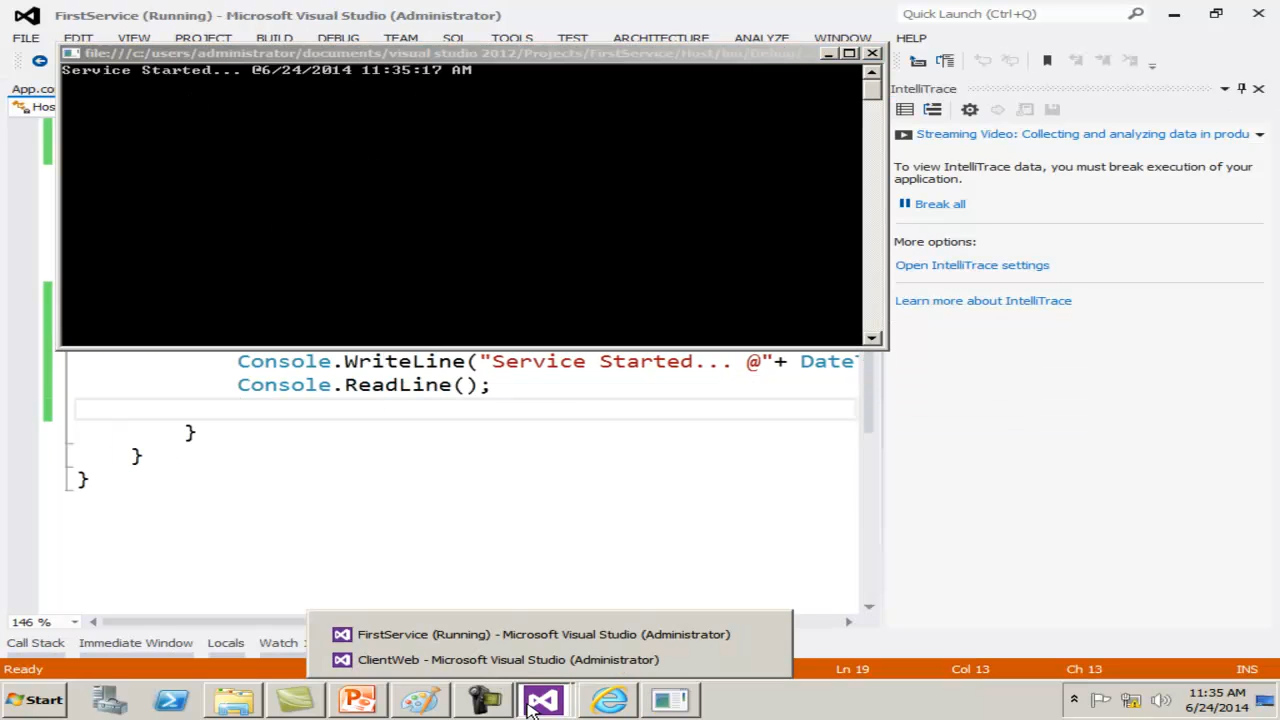 FirstService (Running) - Microsoft Visual Studio (Administrator)
Quick Launch (Ctrl+Q)
FILE EDIT VIEW PROJECT BUILD DEBUG TEAM SQL TOOLS TEST ARCHITECTURE ANALYZE WINDOW HELP
file:///c:/users/administrator/documents/visual studio 2012/Projects/FirstService/Host/bin/Debug/
Service Started... @6/24/2014 11:35:17 AM
App.co
Hos
IntelliTrace
Streaming Video: Collecting and analyzing data in produ
To view IntelliTrace data, you must break execution of your
application.
Break all
More options:
Open IntelliTrace settings
Learn more about IntelliTrace
Console.WriteLine("Service Started... @"+ Date
Console.ReadLine();
}
}
}
146 %
FirstService (Running) - Microsoft Visual Studio (Administrator)
ClientWeb - Microsoft Visual Studio (Administrator)
Call Stack Immediate Window Locals Watch 1
Ready Ln 19 Col 13 Ch 13 INS
Start
11:35 AM
6/24/2014